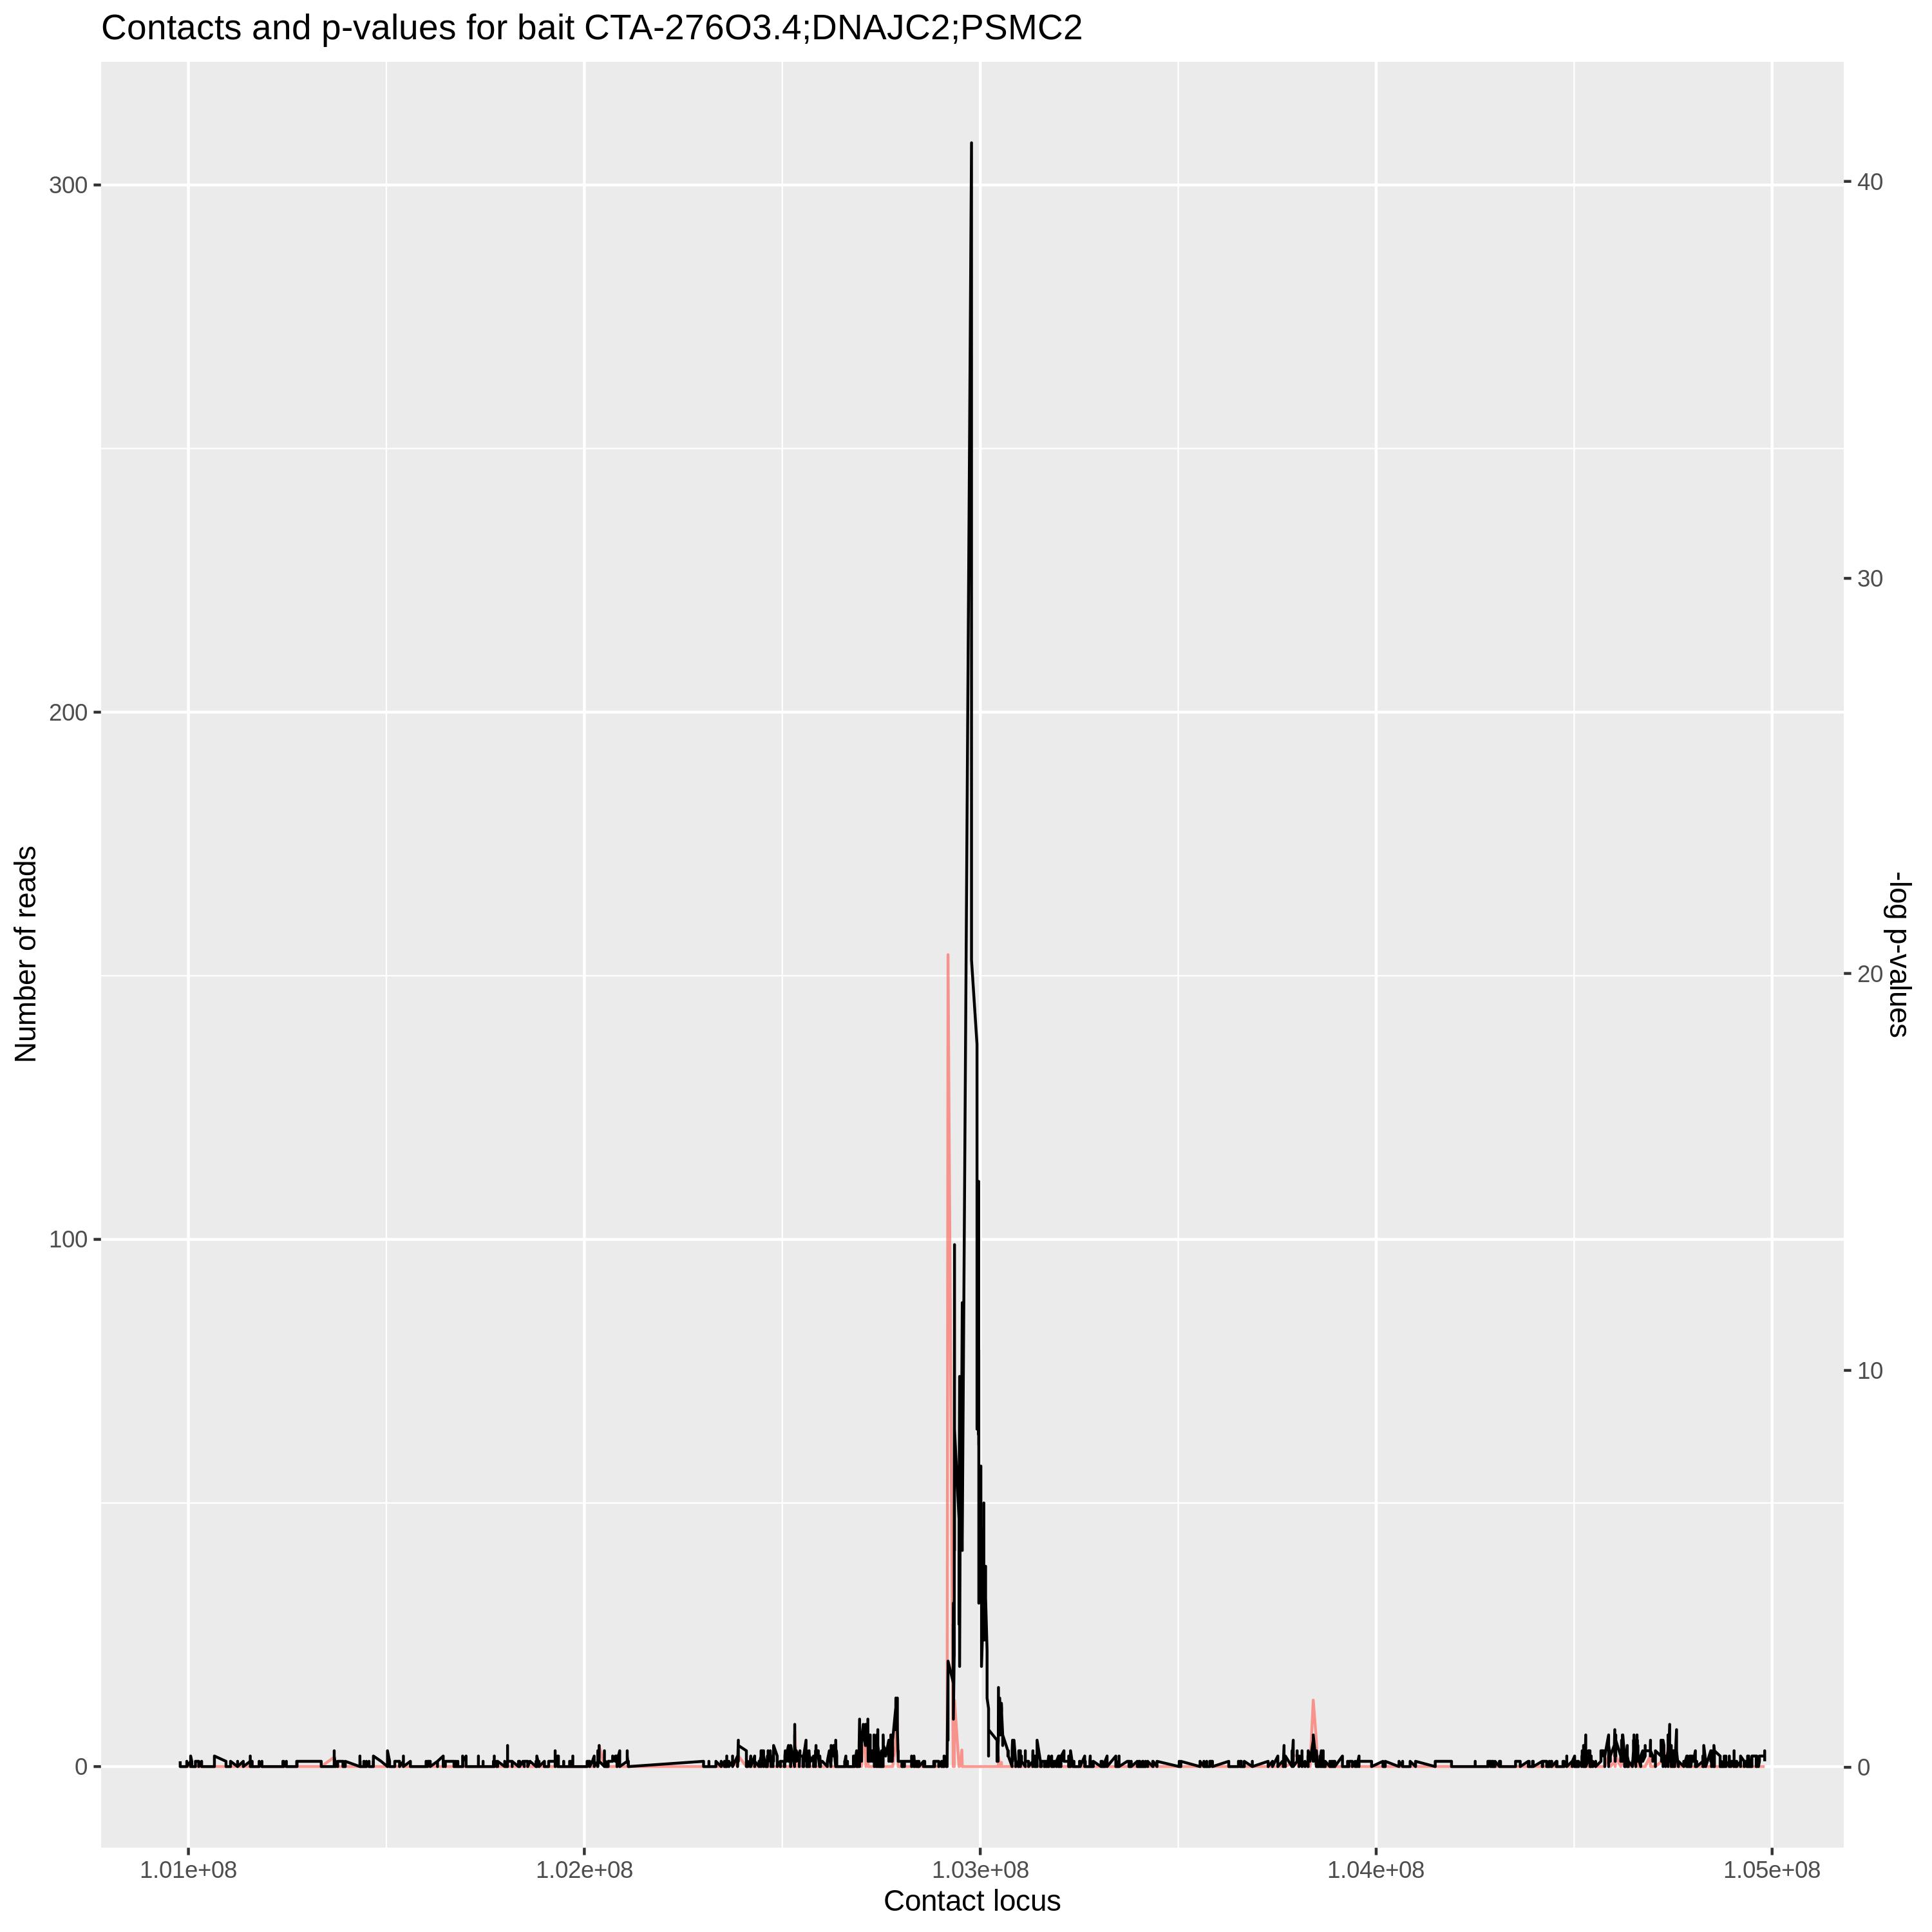 Contacts and p-values for bait CTA-276O3.4;DNAJC2;PSMC2
300
200
100
0
Number of reads
40
30
20
10
0
-log p-values
1.01e+08
1.02e+08
1.03e+08
1.04e+08
1.05e+08
Contact locus